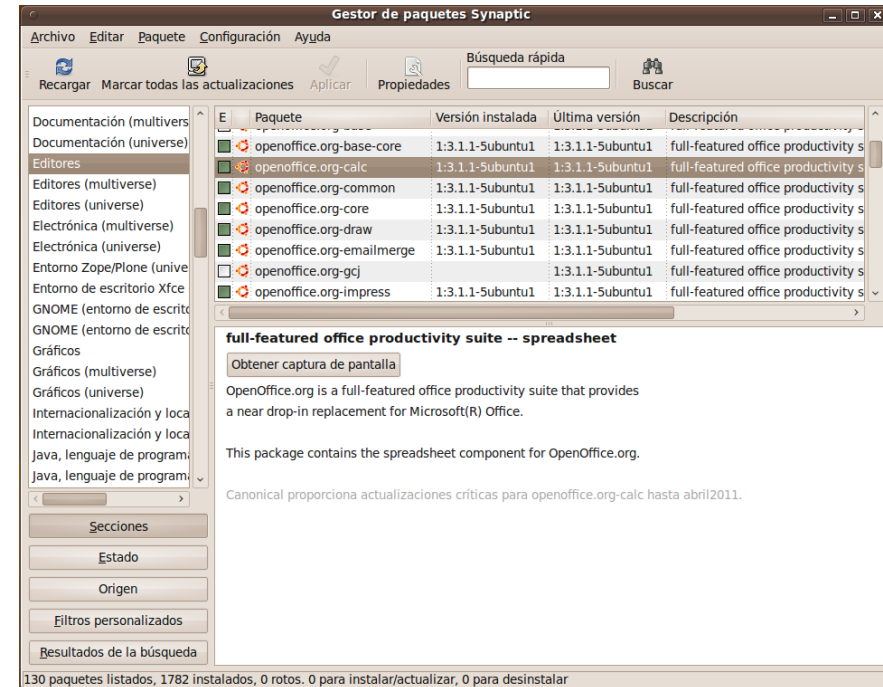 Gestor de paquetes Synaptic
Archivo Editar Paquete Configuración Ayuda
Recargar Marcar todas las actualizaciones Aplicar Propiedades Búsqueda rápida Buscar
Documentación (multivers
Documentación (universe)
Editores
Editores (multiverse)
Editores (universe)
Electrónica (multiverse)
Electrónica (universe)
Entorno Zope/Plone (unive
Entorno de escritorio Xfce
GNOME (entorno de escrito
GNOME (entorno de escrito
Gráficos
Gráficos (multiverse)
Gráficos (universe)
Internacionalización y loca
Internacionalización y loca
Java, lenguaje de programa
Java, lenguaje de programa
Secciones
Estado
Origen
Filtros personalizados
Resultados de la búsqueda
E Paquete Versión instalada Última versión Descripción
openoffice.org-base-core 1:3.1.1-5ubuntu1 1:3.1.1-5ubuntu1 full-featured office productivity s
openoffice.org-calc 1:3.1.1-5ubuntu1 1:3.1.1-5ubuntu1 full-featured office productivity s
openoffice.org-common 1:3.1.1-5ubuntu1 1:3.1.1-5ubuntu1 full-featured office productivity s
openoffice.org-core 1:3.1.1-5ubuntu1 1:3.1.1-5ubuntu1 full-featured office productivity s
openoffice.org-draw 1:3.1.1-5ubuntu1 1:3.1.1-5ubuntu1 full-featured office productivity s
openoffice.org-emailmerge 1:3.1.1-5ubuntu1 1:3.1.1-5ubuntu1 full-featured office productivity s
openoffice.org-gcj 1:3.1.1-5ubuntu1 full-featured office productivity s
openoffice.org-impress 1:3.1.1-5ubuntu1 1:3.1.1-5ubuntu1 full-featured office productivity s
full-featured office productivity suite -- spreadsheet
Obtener captura de pantalla
OpenOffice.org is a full-featured office productivity suite that provides
a near drop-in replacement for Microsoft(R) Office.
This package contains the spreadsheet component for OpenOffice.org.
Canonical proporciona actualizaciones críticas para openoffice.org-calc hasta abril2011.
130 paquetes listados, 1782 instalados, 0 rotos. 0 para instalar/actualizar, 0 para desinstalar